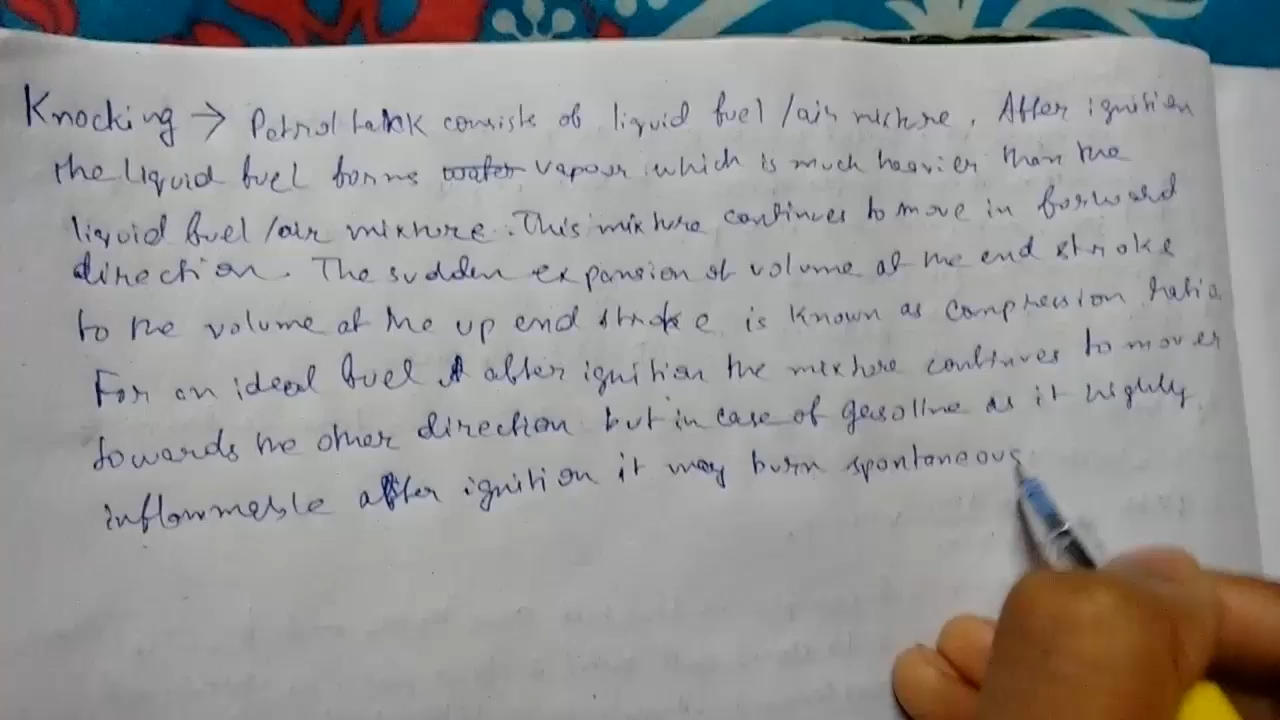 Knocking → Petrol tank consists of liquid fuel /air mixture. After ignition
the liquid fuel forms water vapour which is much heavier than the
liquid fuel /air mixture. This mixture continues to move in forward
direction. The sudden expansion of volume at the end stroke
to the volume at the up end stroke is known as compression ratio
For an ideal fuel after ignition the mixture continues to mover
towards the other direction but in case of gasoline as it highly
inflammable after ignition it may burn spontaneous